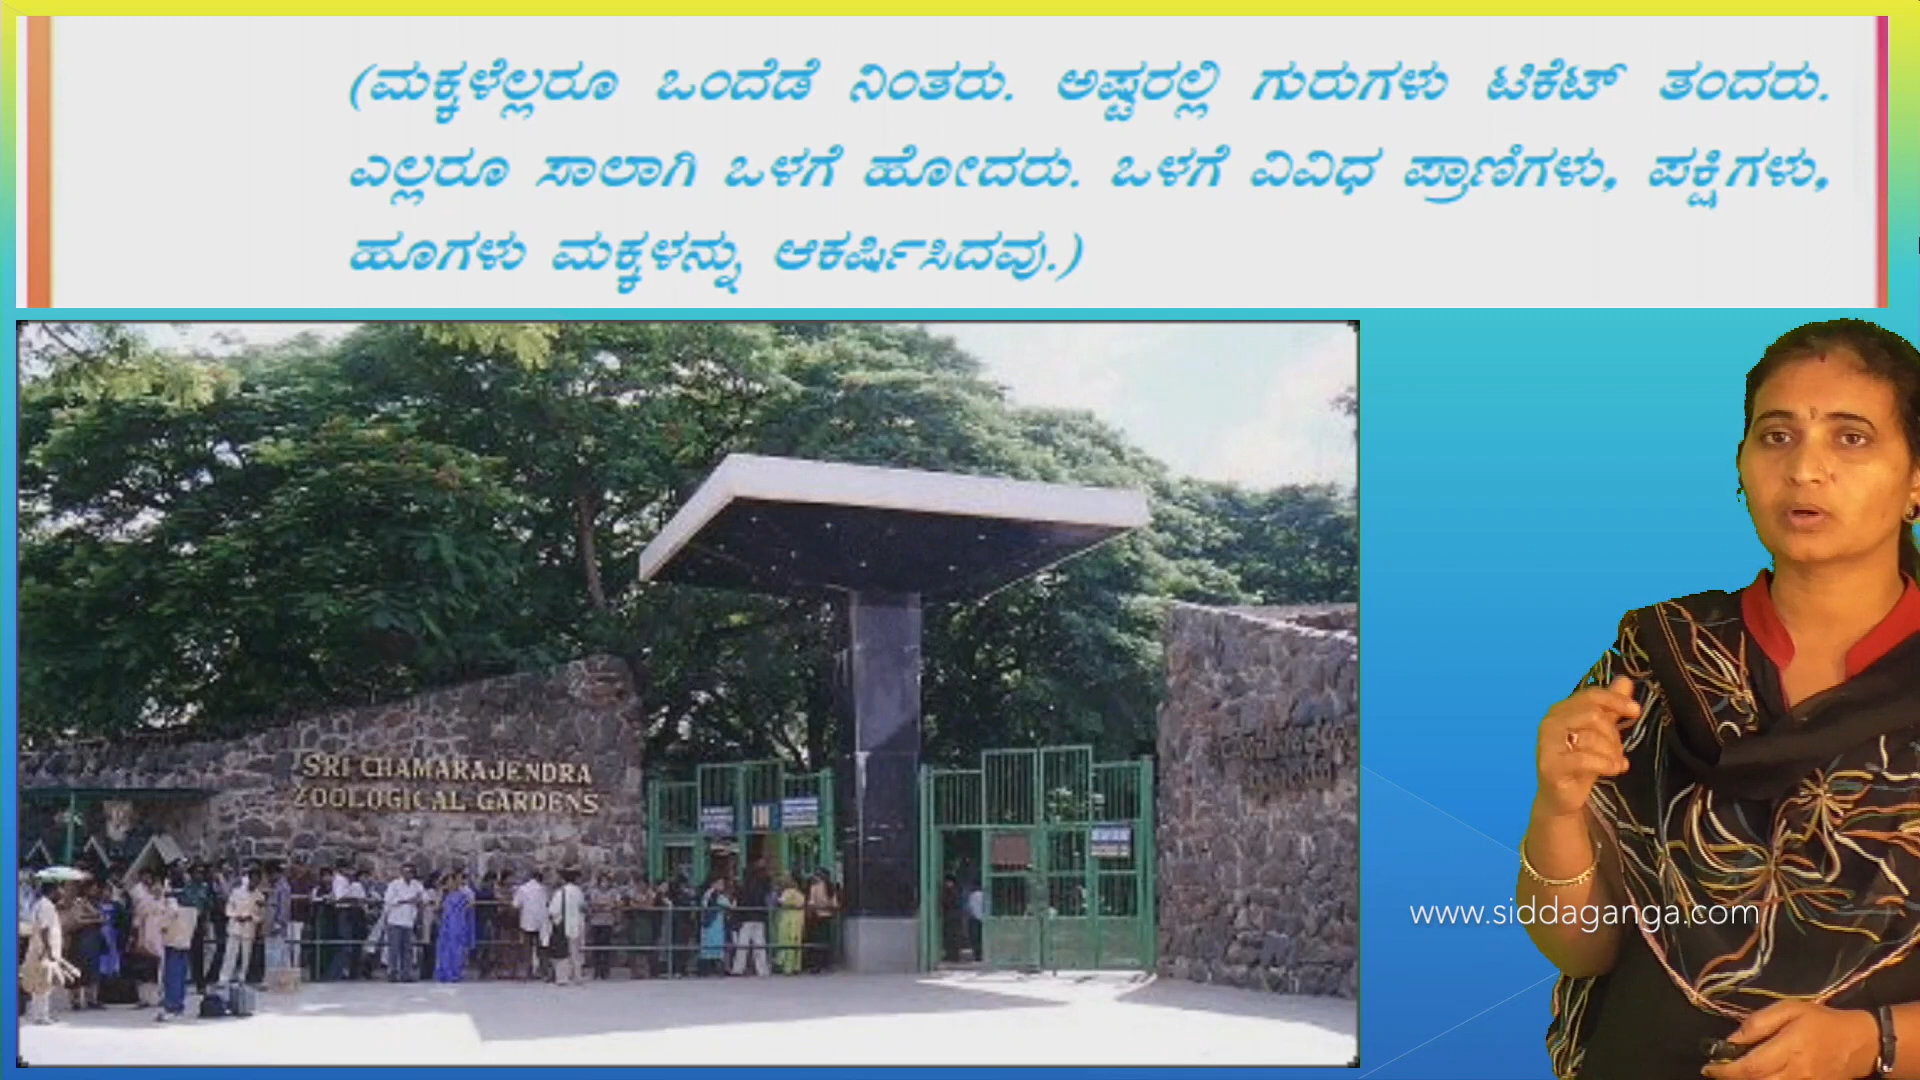 (ಮಕ್ಕಳೆಲ್ಲರೂ ಒಂದೆಡೆ ನಿಂತರು. ಅಷ್ಟರಲ್ಲಿ ಗುರುಗಳು ಟಿಕೆಟ್ ತಂದರು.
ಎಲ್ಲರೂ ಸಾಲಾಗಿ ಒಳಗೆ ಹೋದರು. ಒಳಗೆ ವಿವಿಧ ಪ್ರಾಣಿಗಳು, ಪಕ್ಷಿಗಳು,
ಹೂಗಳು ಮಕ್ಕಳನ್ನು ಆಕರ್ಷಿಸಿದವು.)
SRI CHAMARAJENDRA
ZOOLOGICAL GARDENS
www.siddaganga.com